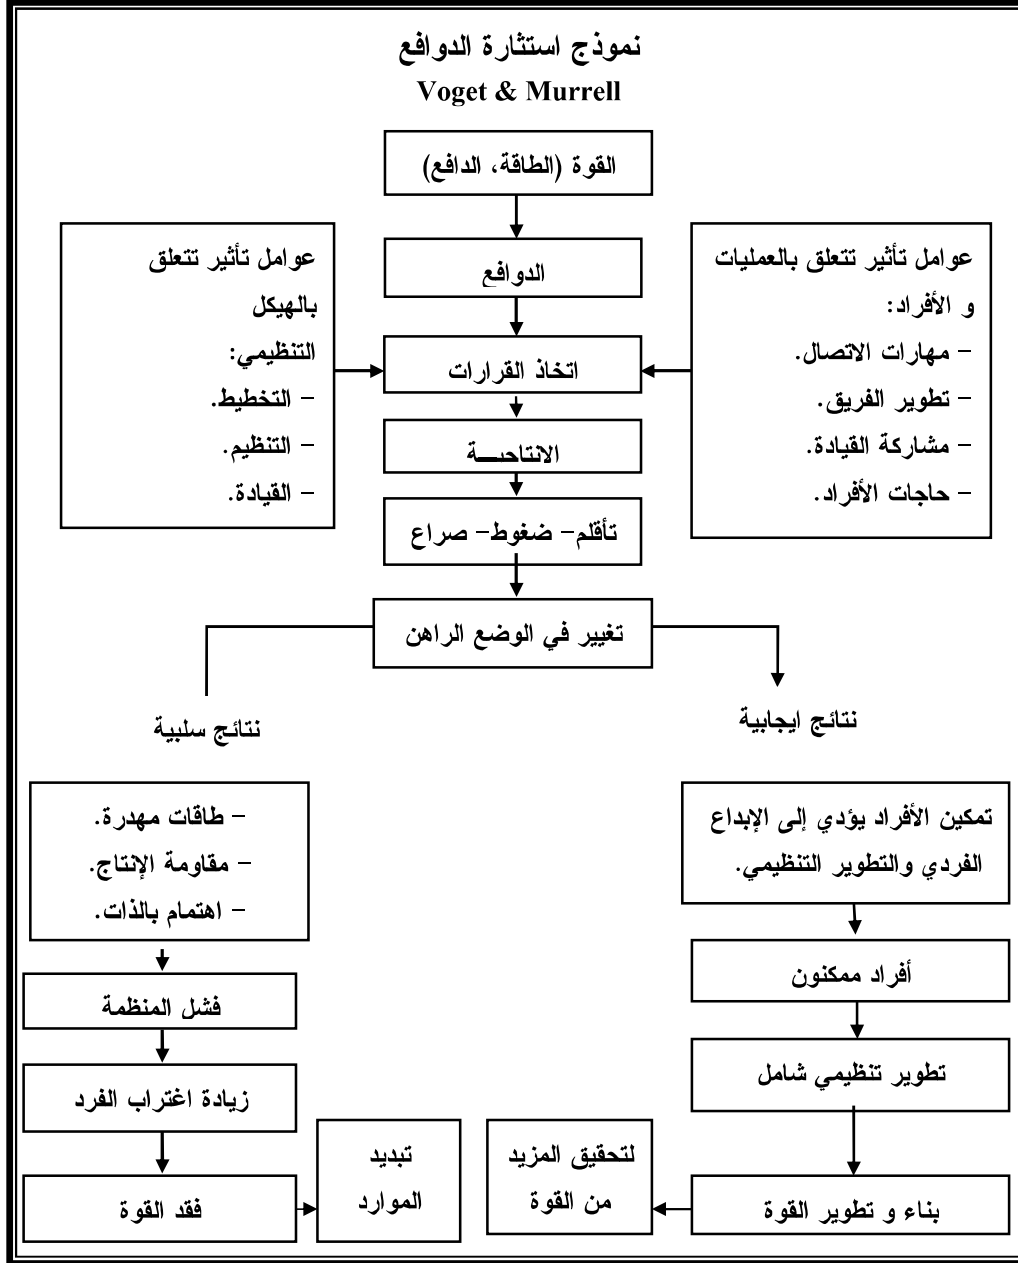 نموذج استثارة الدوافع
Voget & Murrell
القوة (الطاقة، الدافع)
الدوافع
عوامل تأثير تتعلق بالعمليات
و الأفراد:
– مهارات الاتصال.
– تطوير الفريق.
– مشاركة القيادة.
– حاجات الأفراد.
عوامل تأثير تتعلق
بالهيكل
التنظيمي:
– التخطيط.
– التنظيم.
– القيادة.
اتخاذ القرارات
الانتاجيـــة
تأقلم– ضغوط– صراع
تغيير في الوضع الراهن
نتائج ايجابية
نتائج سلبية
تمكين الأفراد يؤدي إلى الإبداع
الفردي والتطوير التنظيمي.
أفراد ممكنون
تطوير تنظيمي شامل
بناء و تطوير القوة
لتحقيق المزيد
من القوة
– طاقات مهدرة.
– مقاومة الإنتاج.
– اهتمام بالذات.
فشل المنظمة
زيادة اغتراب الفرد
فقد القوة
تبديد
الموارد